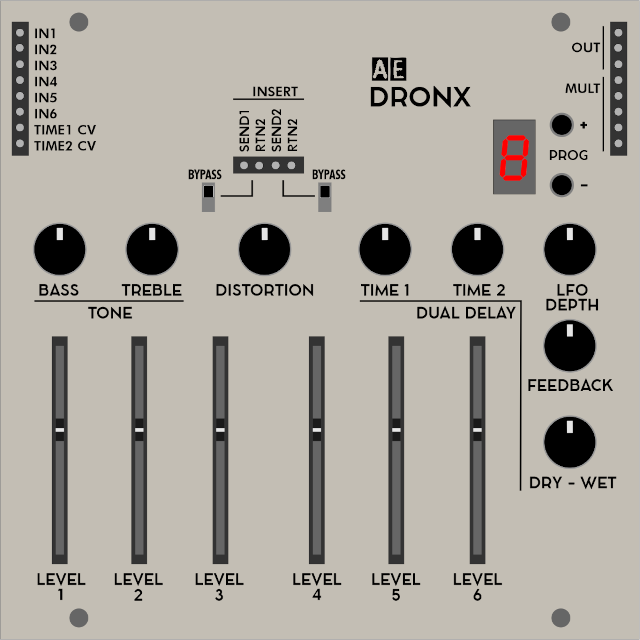 IN1
IN2
IN3
IN4
IN5
IN6
TIME1 CV
TIME2 CV
INSERT
SEND1
RTN2
SEND2
RTN2
BYPASS
BYPASS
AE
DRONX
OUT
MULT
8
+
PROG
-
BASS
TREBLE
TONE
DISTORTION
TIME 1
TIME 2
DUAL DELAY
LFO
DEPTH
FEEDBACK
DRY - WET
LEVEL
1
LEVEL
2
LEVEL
3
LEVEL
4
LEVEL
5
LEVEL
6